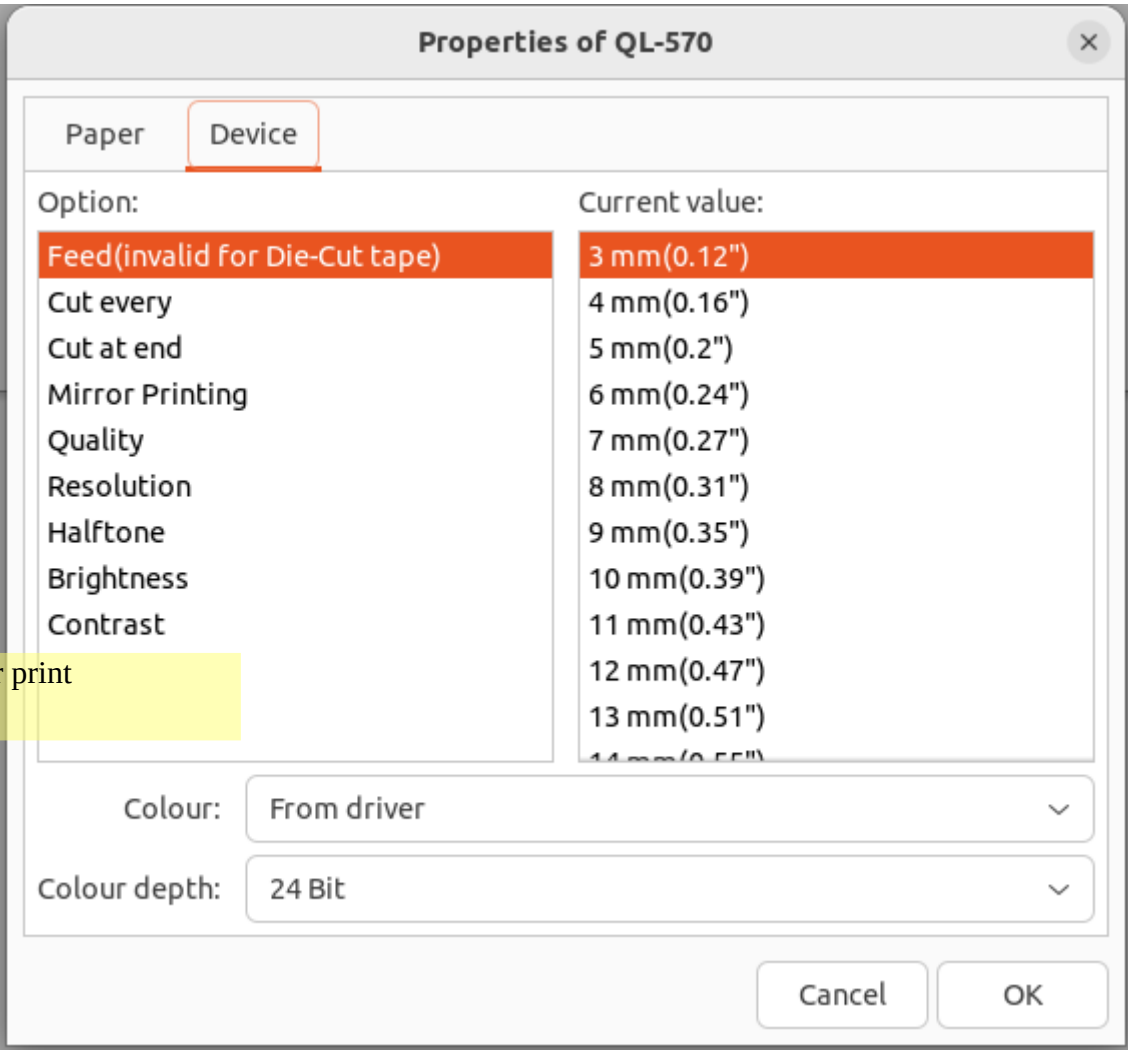 Properties of QL-570
Paper Device
Option:
Feed(invalid for Die-Cut tape)
Cut every
Cut at end
Mirror Printing
Quality
Resolution
Halftone
Brightness
Contrast
print
Current value:
3 mm(0.12")
4 mm(0.16")
5 mm(0.2")
6 mm(0.24")
7 mm(0.27")
8 mm(0.31")
9 mm(0.35")
10 mm(0.39")
11 mm(0.43")
12 mm(0.47")
13 mm(0.51")
14 mm(0.55")
Colour: From driver
Colour depth: 24 Bit
Cancel OK